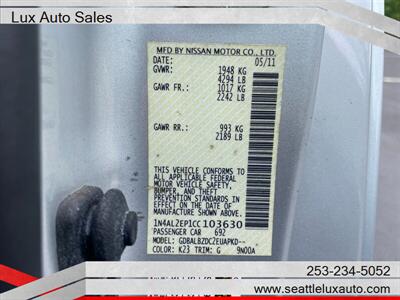 Lux Auto Sales
MFD BY NISSAN MOTOR CO., LTD.
DATE: 05/11
GVWR: 1948 KG
4294 LB
GAWR FR.: 1017 KG
2242 LB
GAWR RR.: 993 KG
2189 LB
THIS VEHICLE CONFORMS
TO ALL APPLICABLE FEDERAL
MOTOR VEHICLE SAFETY,
BUMPER, AND THEFT
PREVENTION STANDARDS
IN EFFECT ON THE DATE OF
MANUFACTURE SHOWN ABOVE.
1N4AL2EP1CC103630
PASSENGER CAR 692
MODEL: GDBALBZDC2EUAPKD--
COLOR: K23 TRIM: G 9N00A
253-234-5052
www.seattleluxauto.com